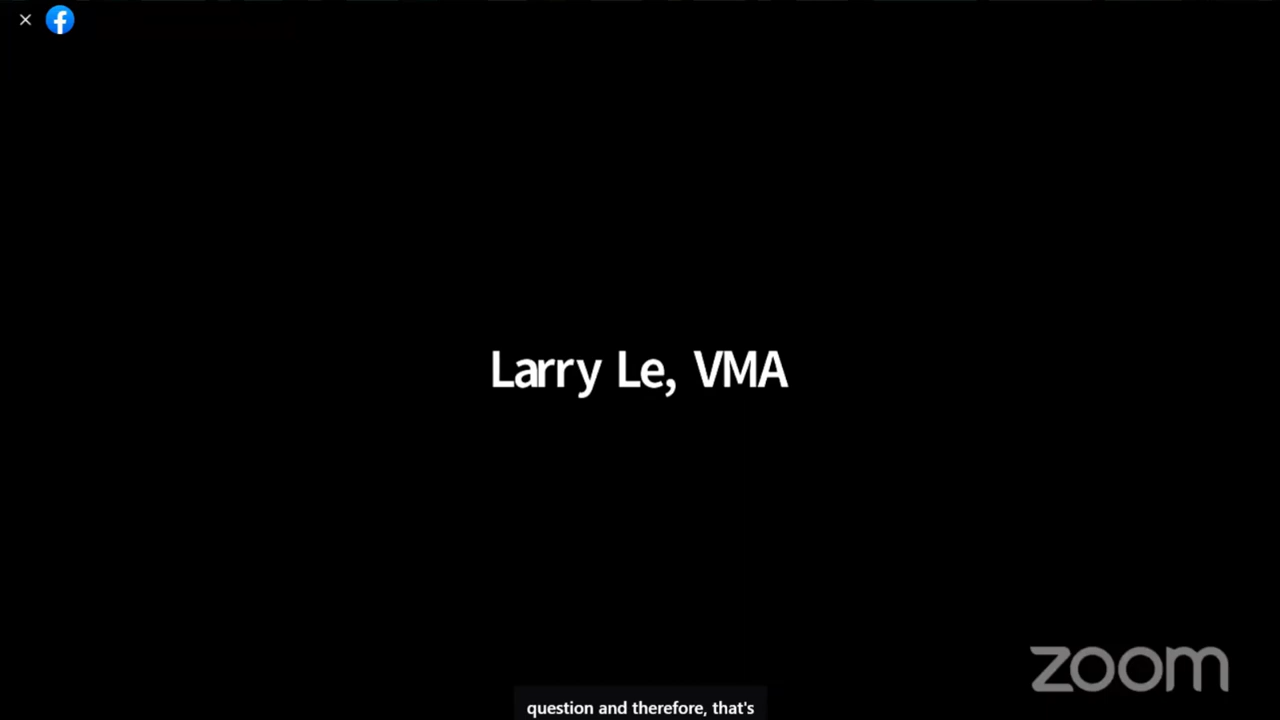 Larry Le, VMA
zoom
question and therefore, that's